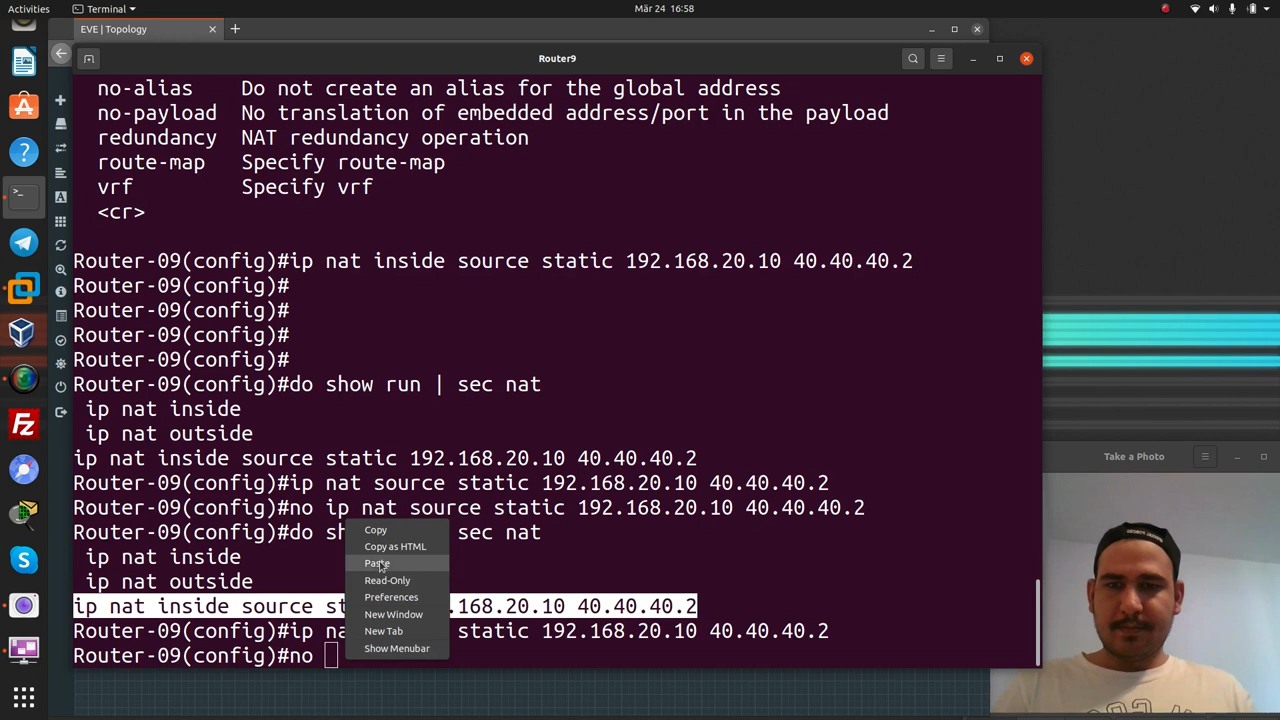 Activities
Terminal
Mär 24 16:58
EVE | Topology
Router9
no-alias Do not create an alias for the global address
no-payload No translation of embedded address/port in the payload
redundancy NAT redundancy operation
route-map Specify route-map
vrf Specify vrf
<cr>
Router-09(config)#ip nat inside source static 192.168.20.10 40.40.40.2
Router-09(config)#
Router-09(config)#
Router-09(config)#
Router-09(config)#
Router-09(config)#do show run | sec nat
ip nat inside
ip nat outside
ip nat inside source static 192.168.20.10 40.40.40.2
Router-09(config)#ip nat source static 192.168.20.10 40.40.40.2
Router-09(config)#no ip nat source static 192.168.20.10 40.40.40.2
Router-09(config)#do sh sec nat
ip nat inside
ip nat outside
ip nat inside source st .168.20.10 40.40.40.2
Router-09(config)#ip na static 192.168.20.10 40.40.40.2
Router-09(config)#no
Copy
Copy as HTML
Paste
Read-Only
Preferences
New Window
New Tab
Show Menubar
Take a Photo